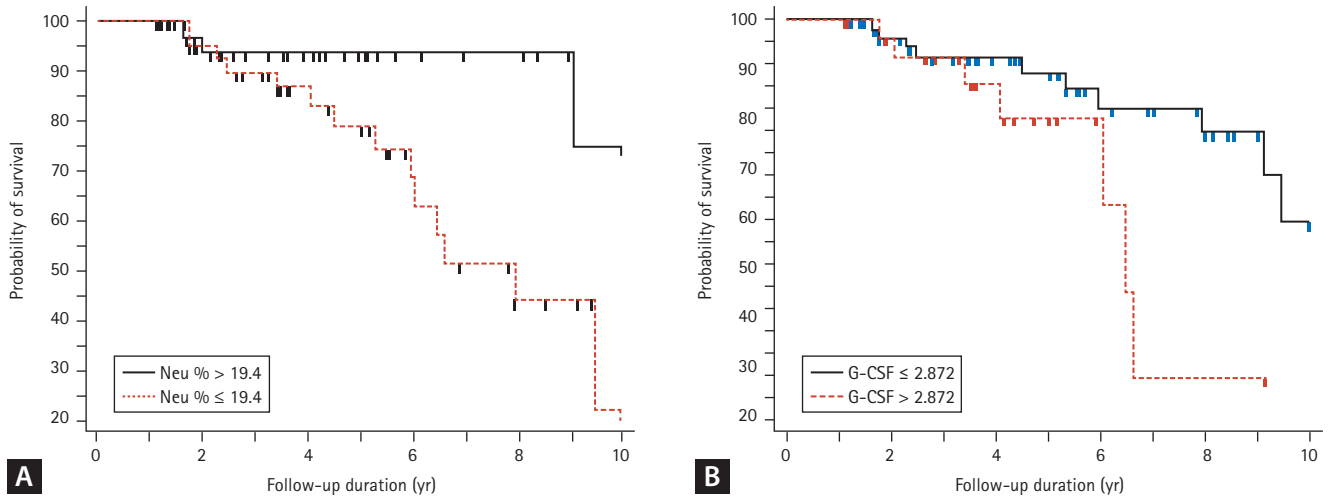 100
90
80
70
60
50
40
30
20
Probability of survival
Neu % > 19.4
Neu % ≤ 19.4
0 2 4 6 8 10
Follow-up duration (yr)
A
100
90
80
70
60
50
40
30
20
Probability of survival
G-CSF ≤ 2.872
G-CSF > 2.872
0 2 4 6 8 10
Follow-up duration (yr)
B